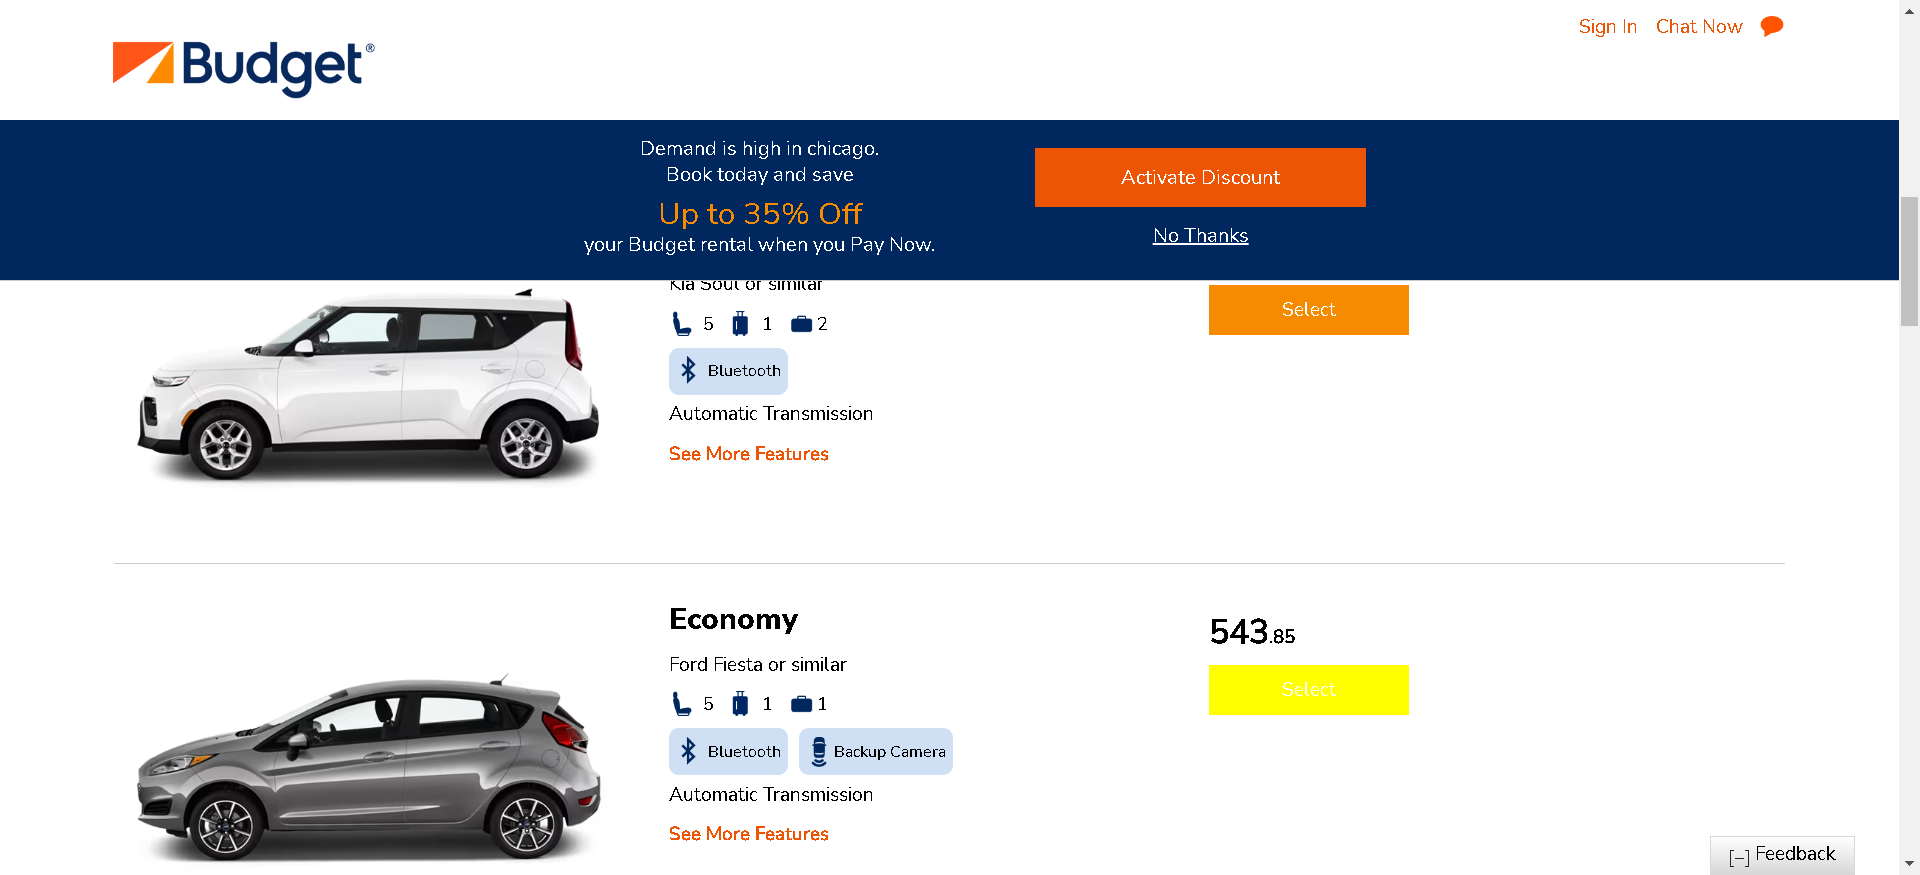 Sign In Chat Now
Budget®
Demand is high in chicago.
Book today and save
Up to 35% Off
your Budget rental when you Pay Now.
Activate Discount
No Thanks
Kia Soul or similar
5 1 2
Bluetooth
Automatic Transmission
See More Features
Select
Economy
Ford Fiesta or similar
5 1 1
Bluetooth Backup Camera
Automatic Transmission
See More Features
543.85
Select
[–] Feedback